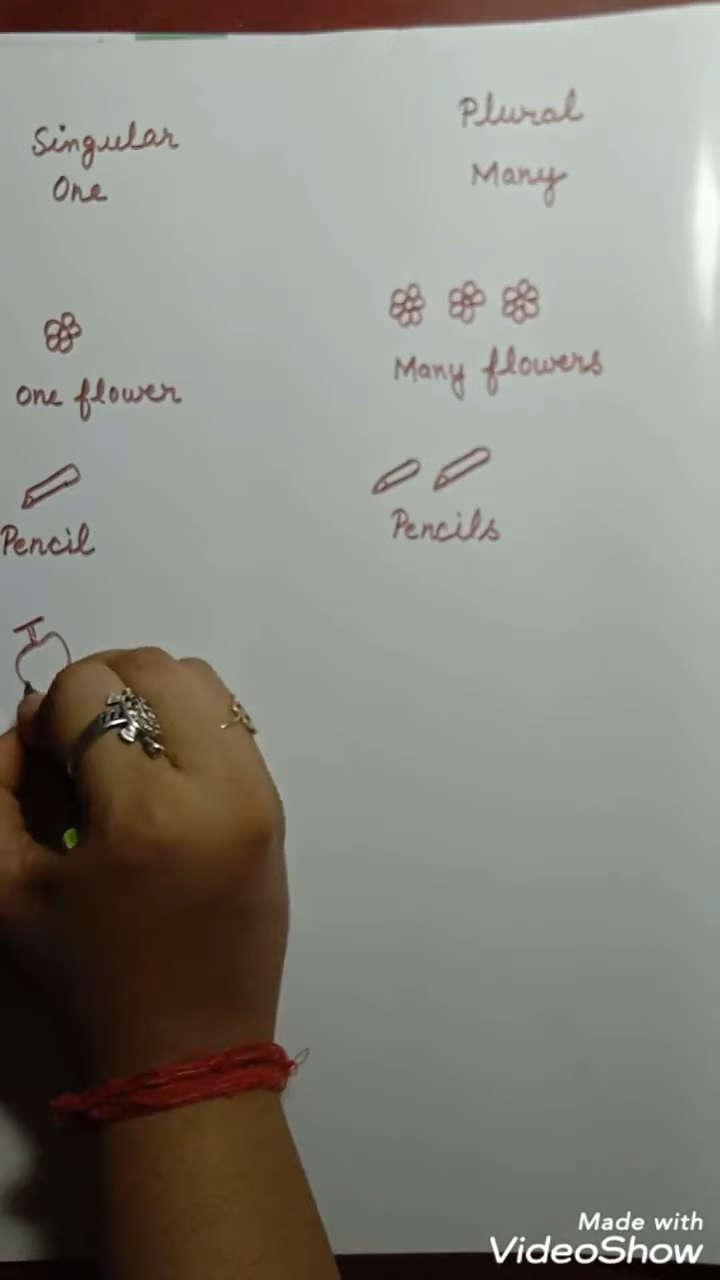 Singular
One
Plural
Many
One flower
Many flowers
Pencil
Pencils
Made with
VideoShow